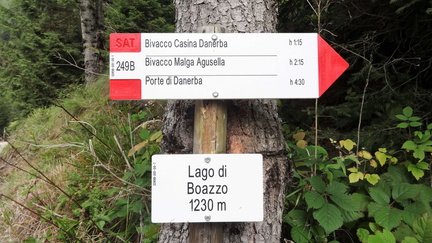 SAT
249B
Bivacco Casina Danerba h 1:15
Bivacco Malga Agusella h 2:15
Porte di Danerba h 4:30
Lago di
Boazzo
1230 m